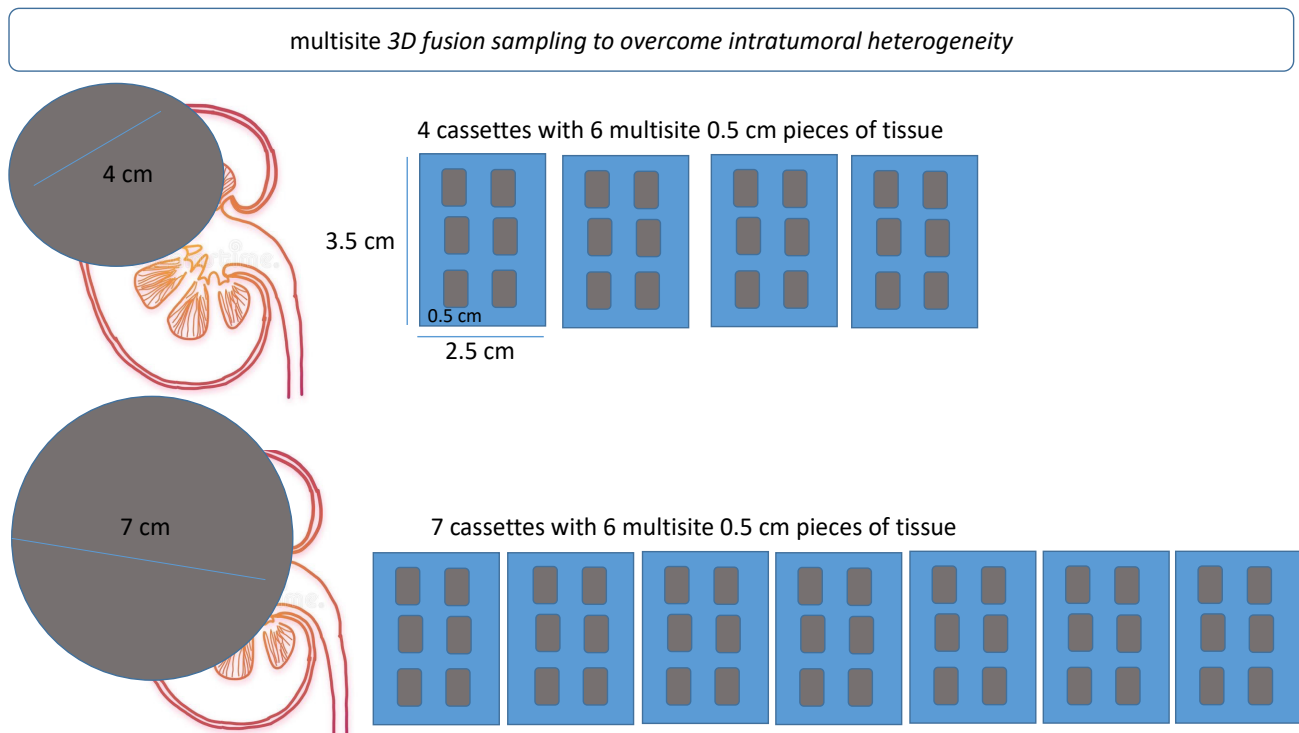 multisite 3D fusion sampling to overcome intratumoral heterogeneity
4 cassettes with 6 multisite 0.5 cm pieces of tissue
4 cm
3.5 cm
0.5 cm
2.5 cm
7 cm
7 cassettes with 6 multisite 0.5 cm pieces of tissue